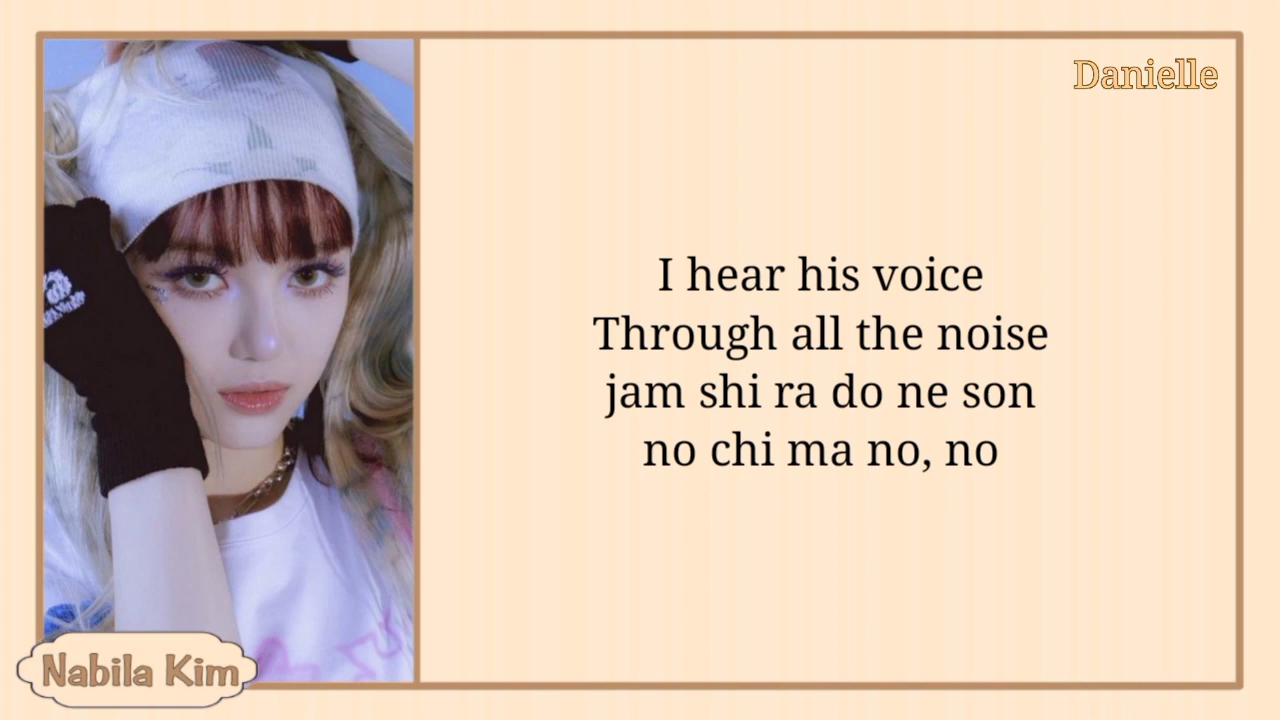 Danielle
I hear his voice
Through all the noise
jam shi ra do ne son
no chi ma no, no
Nabila Kim